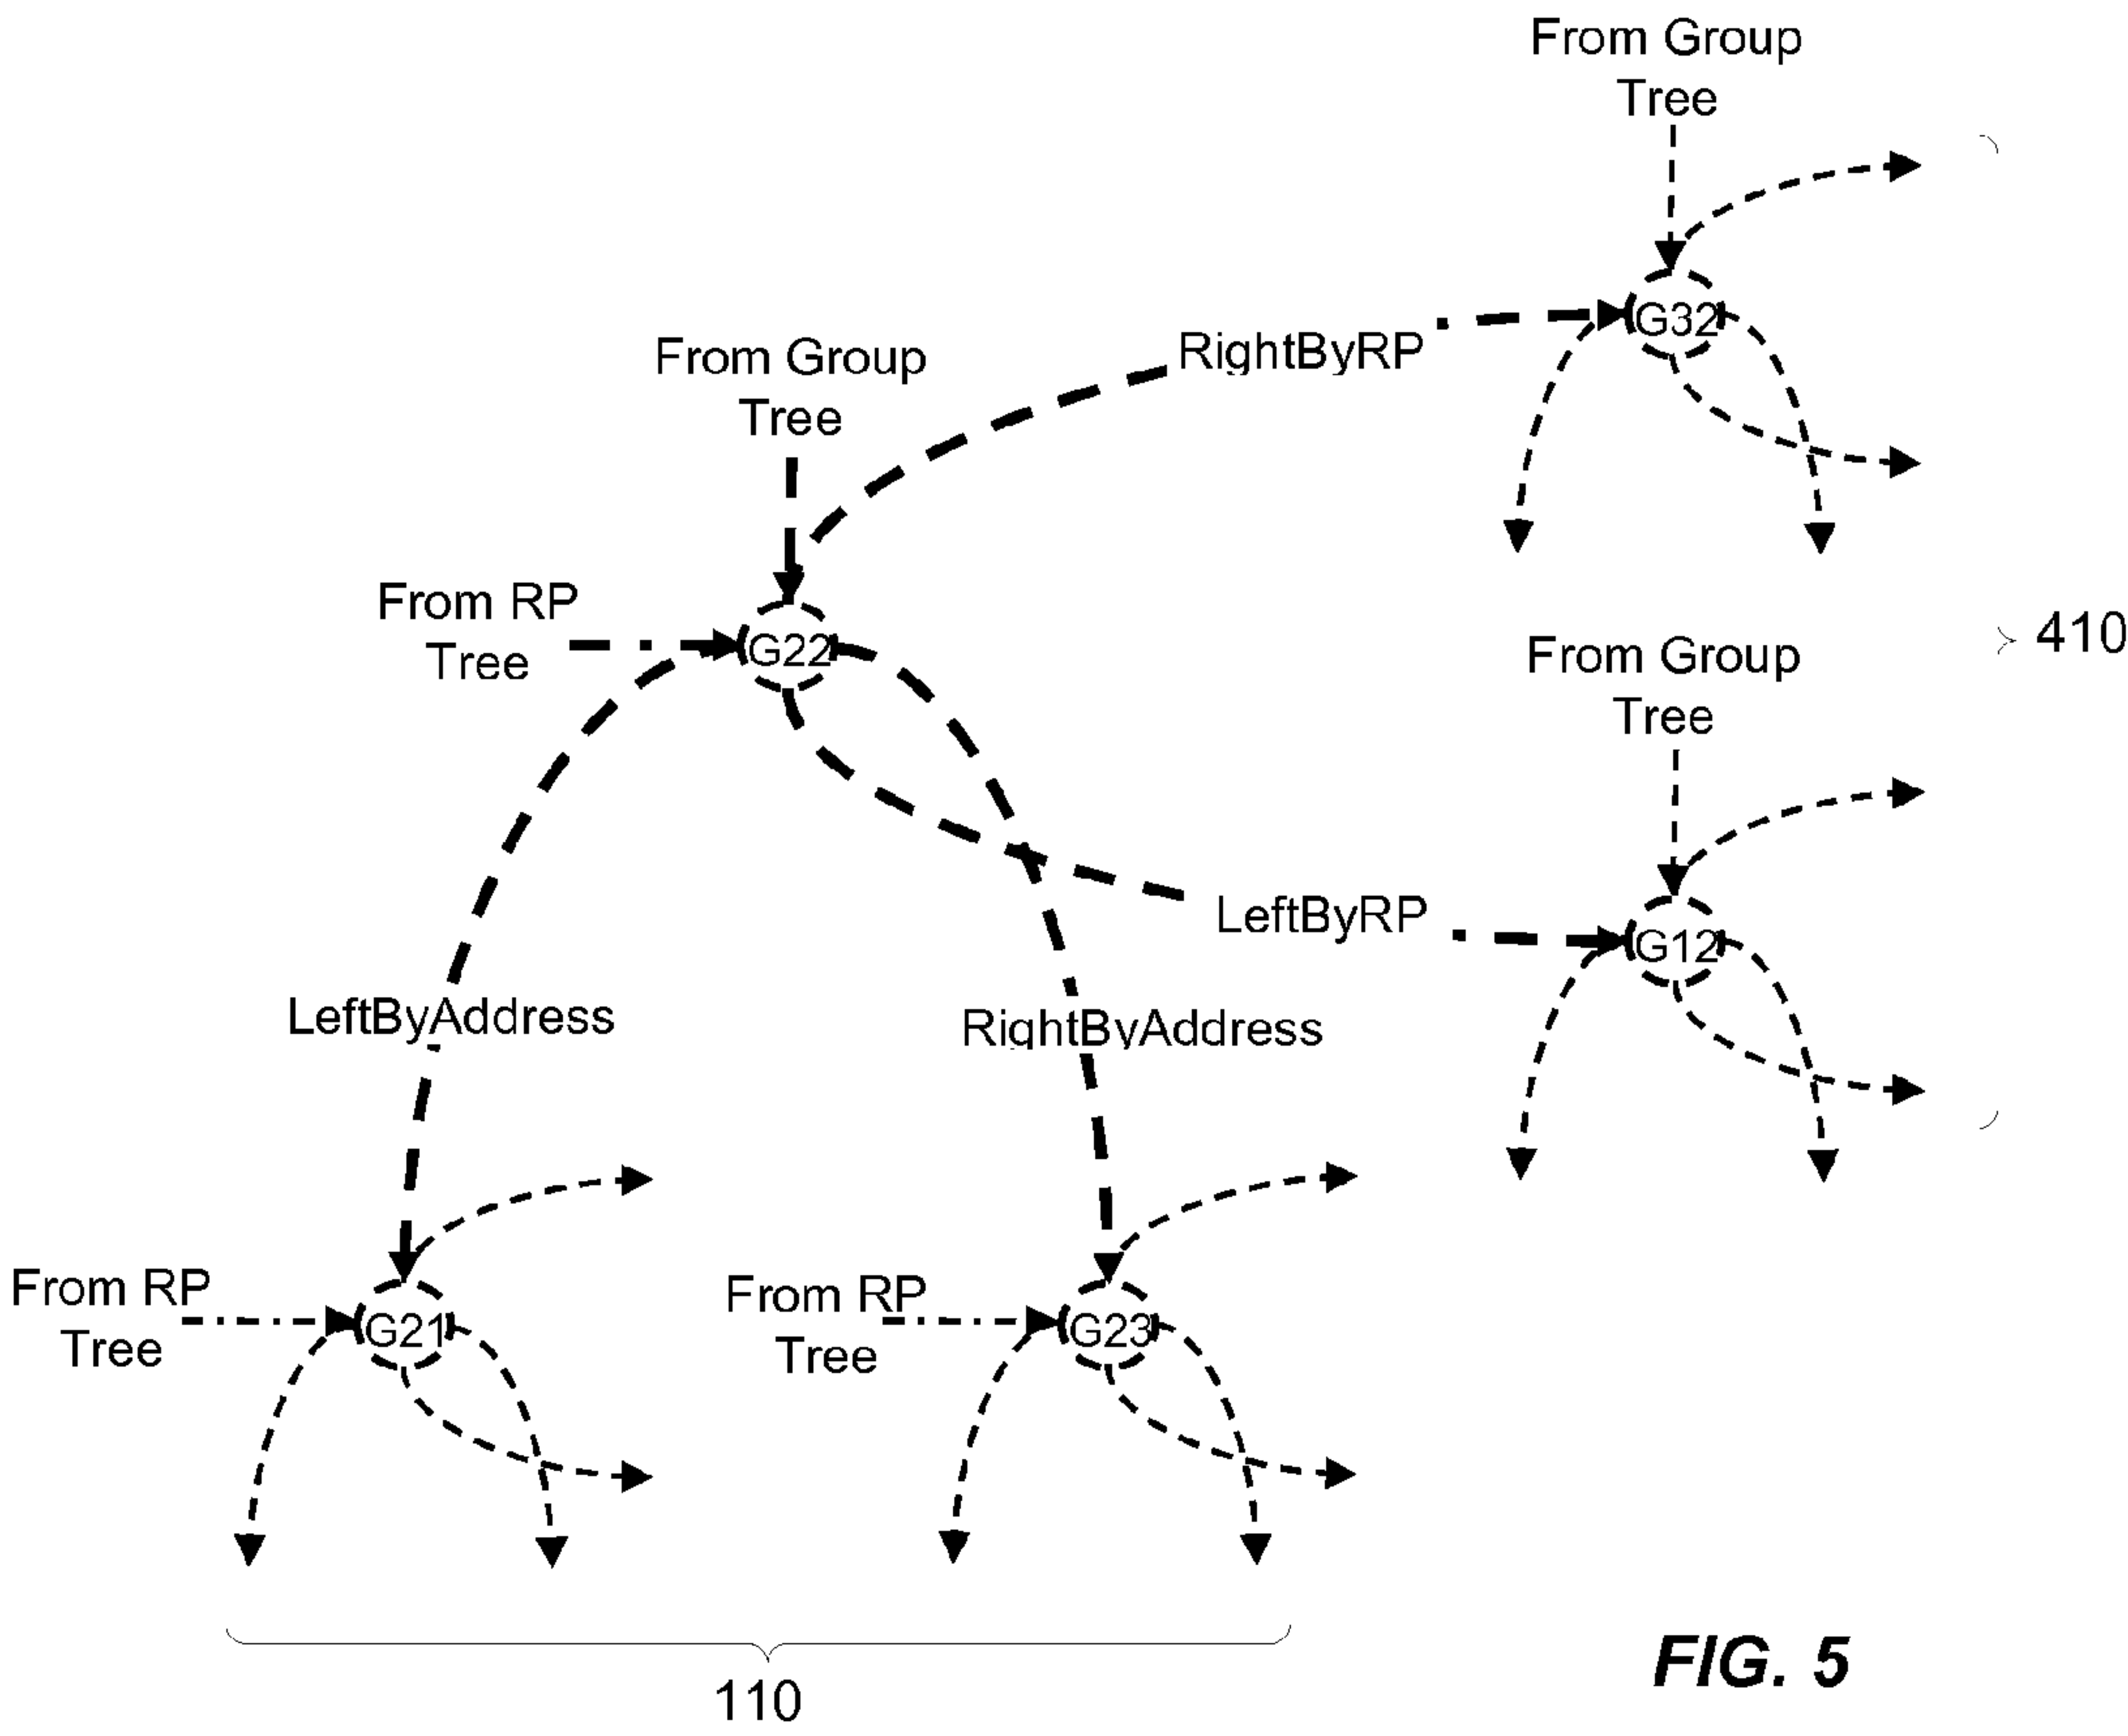 From Group
Tree
From Group
Tree
RightByRP
G32
From RP
Tree
G22
From Group
Tree
410
LeftByRP
G12
LeftByAddress
RightByAddress
From RP
Tree
G21
From RP
Tree
G23
110
FIG. 5